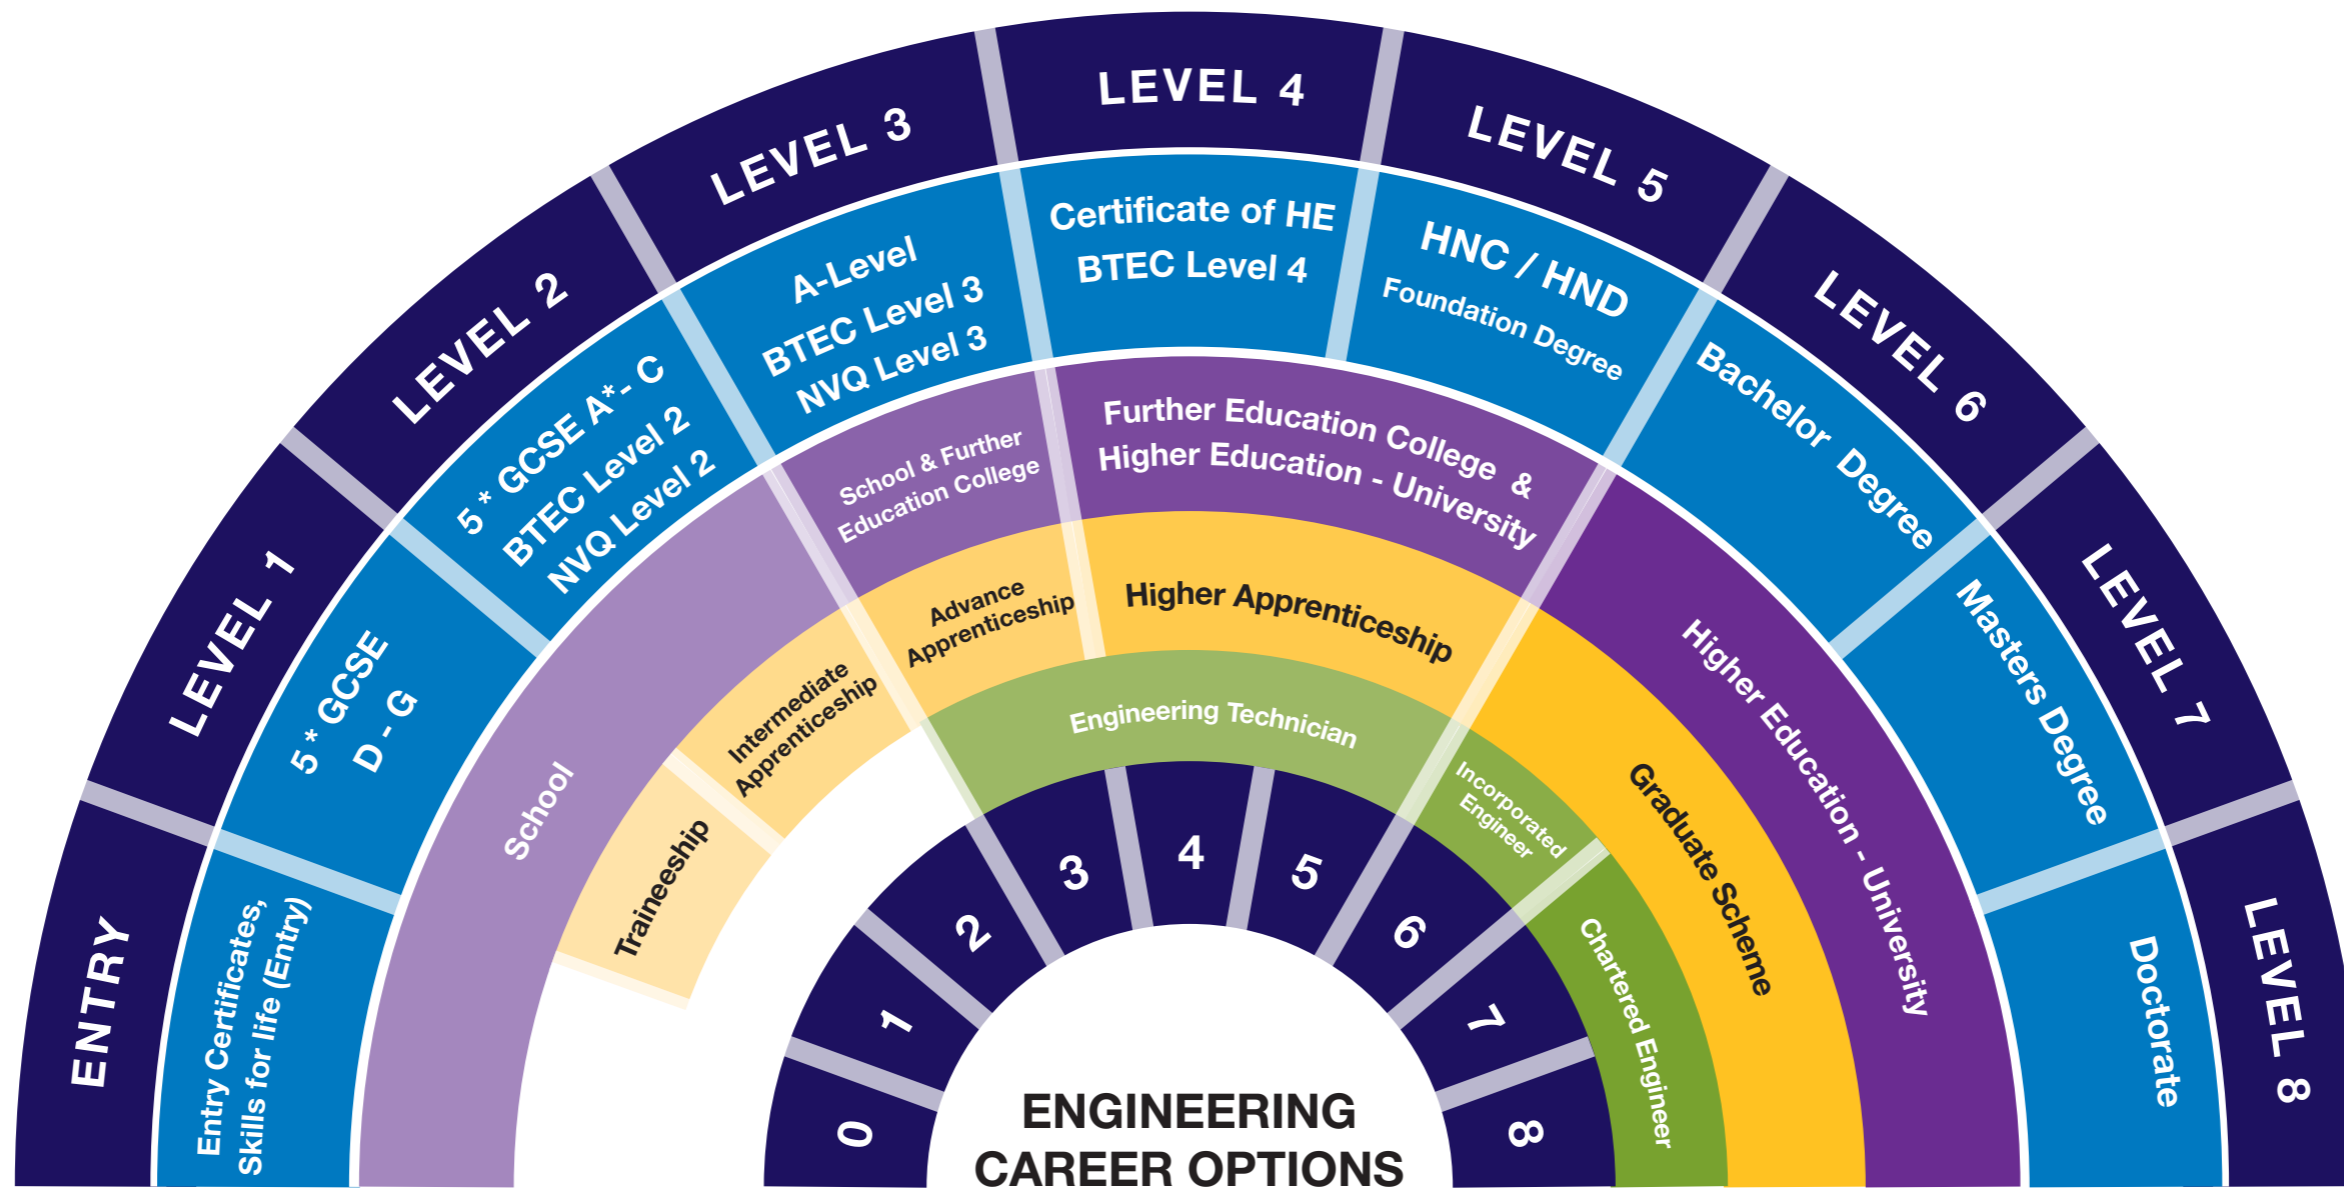 ENTRY
LEVEL 1
LEVEL 2
LEVEL 3
LEVEL 4
LEVEL 5
LEVEL 6
LEVEL 7
LEVEL 8
Entry Certificates,
Skills for life (Entry)
5* GCSE
D - G
5* GCSE A*- C
BTEC Level 2
NVQ Level 2
A-Level
BTEC Level 3
NVQ Level 3
Certificate of HE
BTEC Level 4
HNC / HND
Foundation Degree
Bachelor Degree
Masters Degree
Doctorate
School
School & Further
Education College
Further Education College &
Higher Education - University
Higher Education - University
Traineeship
Intermediate
Apprenticeship
Advance
Apprenticeship
Higher Apprenticeship
Graduate Scheme
Engineering Technician
Incorporated
Engineer
Chartered Engineer
0
1
2
3
4
5
6
7
8
ENGINEERING
CAREER OPTIONS